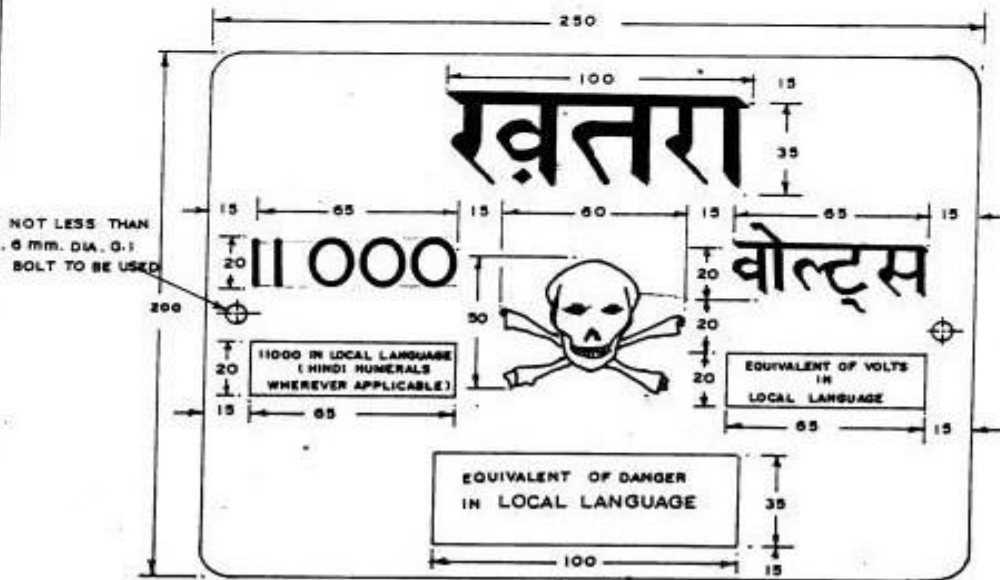 250
100
15
ख़तरा
35
15
65
15
60
15
65
15
NOT LESS THAN
6 mm. DIA. G.I
BOLT TO BE USED
20
11000
50
20
वोल्ट्स
200
20
20
11000 IN LOCAL LANGUAGE
(HINDI NUMERALS
WHEREVER APPLICABLE)
20
EQUIVALENT OF VOLTS
IN
LOCAL LANGUAGE
15
65
65
15
EQUIVALENT OF DANGER
IN LOCAL LANGUAGE
35
100
15